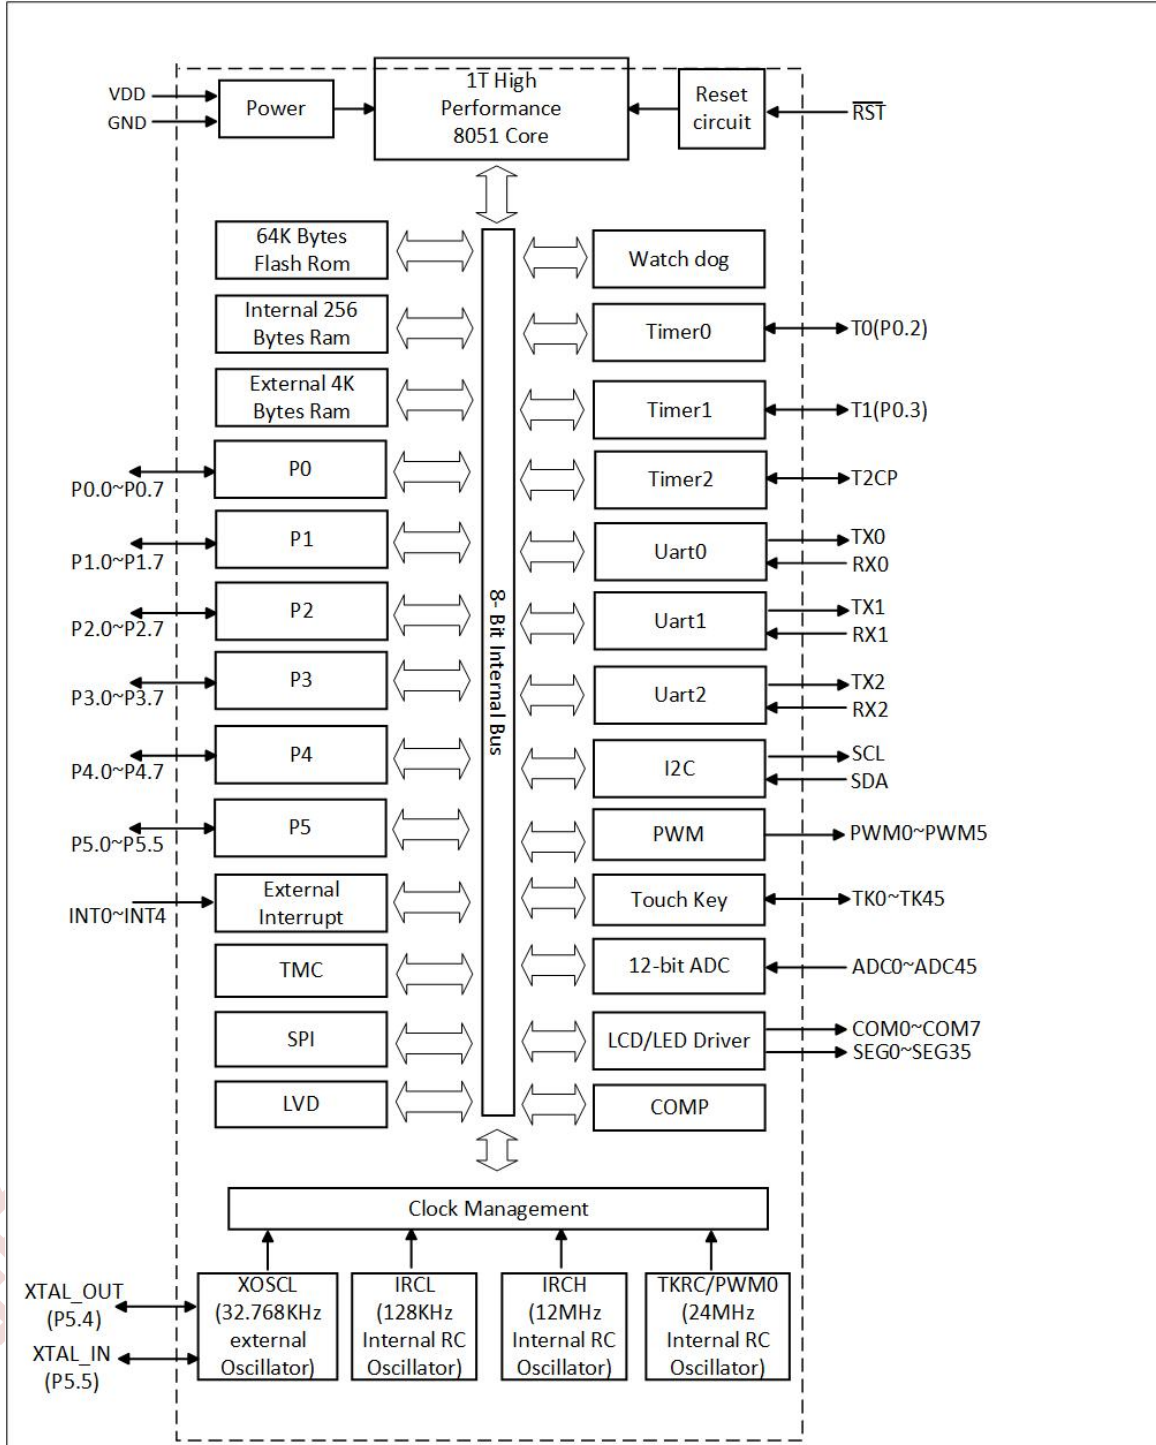 VDD
GND
Power
1T High
Performance
8051 Core
Reset
circuit
RST
64K Bytes
Flash Rom
Watch dog
Internal 256
Bytes Ram
Timer0
T0(P0.2)
External 4K
Bytes Ram
Timer1
T1(P0.3)
P0
P0.0~P0.7
Timer2
T2CP
P1
P1.0~P1.7
Uart0
TX0
RX0
P2
P2.0~P2.7
Uart1
TX1
RX1
8- Bit Internal Bus
P3
P3.0~P3.7
Uart2
TX2
RX2
P4
P4.0~P4.7
I2C
SCL
SDA
P5
P5.0~P5.5
PWM
PWM0~PWM5
External
Interrupt
INT0~INT4
Touch Key
TK0~TK45
TMC
12-bit ADC
ADC0~ADC45
SPI
LCD/LED Driver
COM0~COM7
SEG0~SEG35
LVD
COMP
Clock Management
XTAL_OUT
(P5.4)
XTAL_IN
(P5.5)
XOSCL
(32.768KHz
external
Oscillator)
IRCL
(128KHz
Internal RC
Oscillator)
IRCH
(12MHz
Internal RC
Oscillator)
TKRC/PWM0
(24MHz
Internal RC
Oscillator)